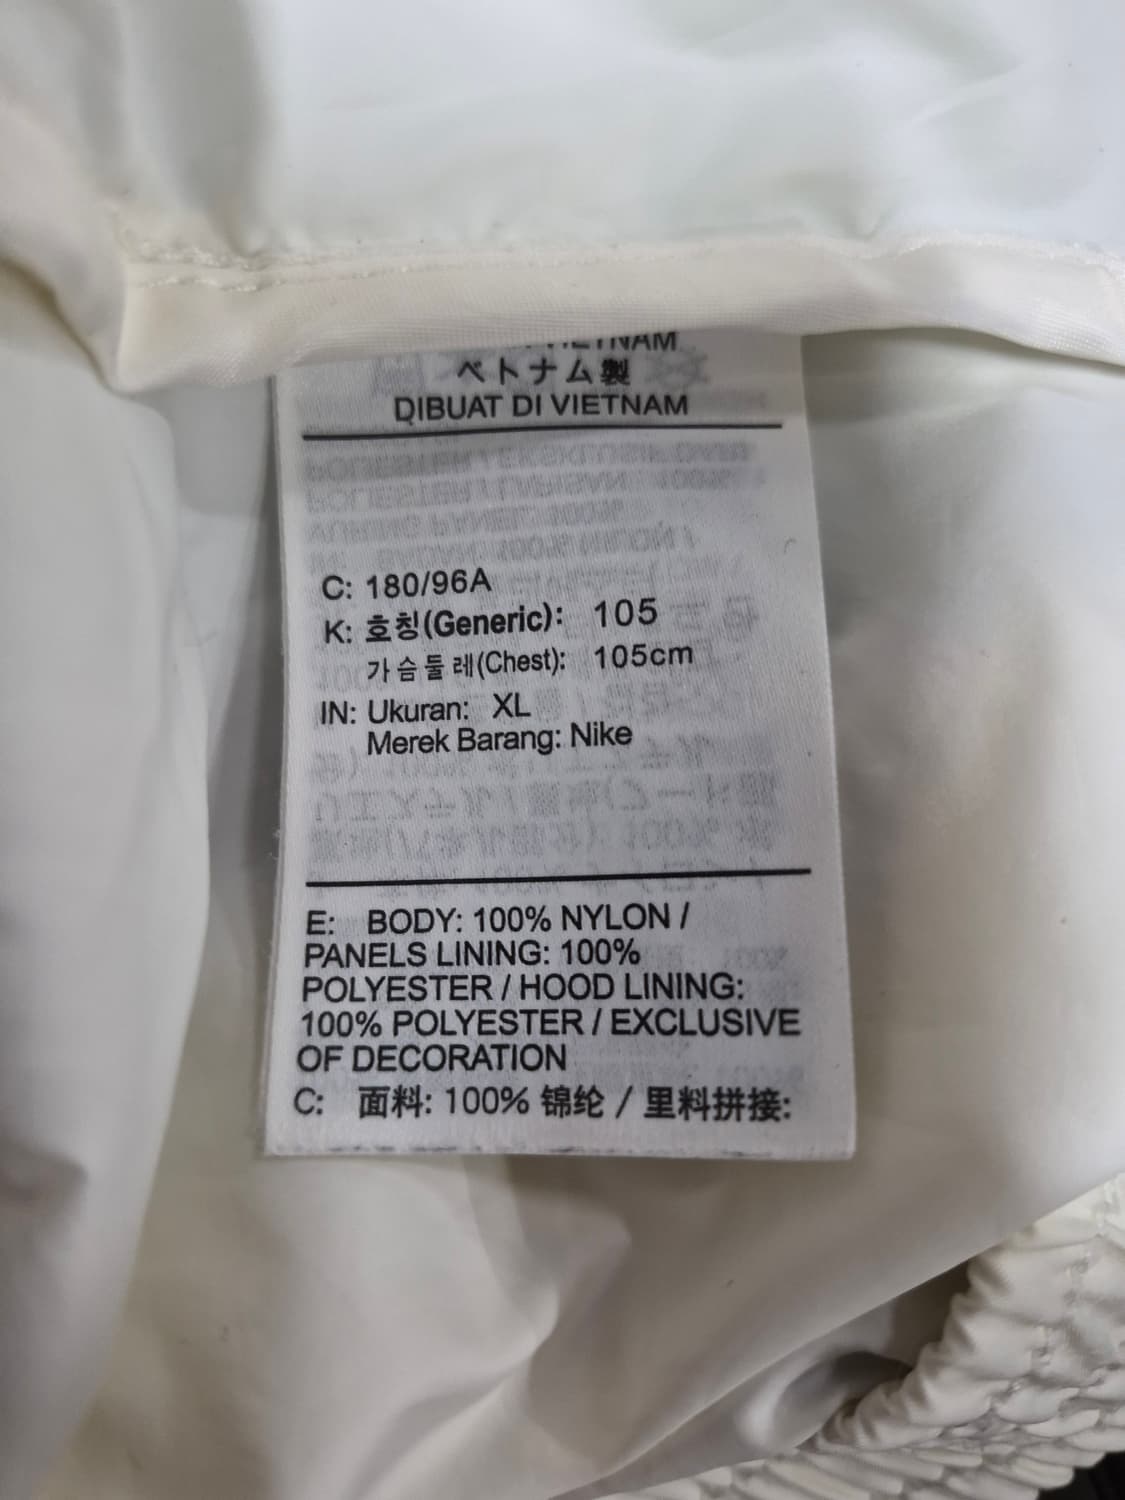 VIETNAM
ベトナム製
DIBUAT DI VIETNAM
C: 180/96A
K: 호칭(Generic): 105
가슴둘레(Chest): 105cm
IN: Ukuran: XL
Merek Barang: Nike
E: BODY: 100% NYLON /
PANELS LINING: 100%
POLYESTER / HOOD LINING:
100% POLYESTER / EXCLUSIVE
OF DECORATION
C: 面料: 100% 锦纶 / 里料拼接: